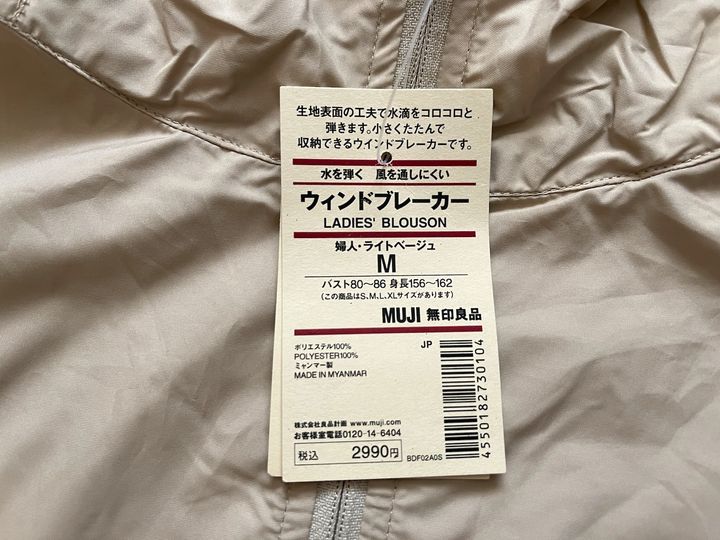 生地表面の工夫で水滴をコロコロと
弾きます。小さくたたんで
収納できるウインドブレーカーです。
水を弾く 風を通しにくい
ウィンドブレーカー
LADIES' BLOUSON
婦人・ライトベージュ
M
バスト80〜86 身長156〜162
(この商品はS、M、L、XLサイズがあります)
MUJI 無印良品
ポリエステル100%
POLYESTER100%
ミャンマー製
MADE IN MYANMAR
JP
4550182730104
株式会社良品計画 www.muji.com
お客様室電話0120-14-6404
税込 2990円
BDF02A0S